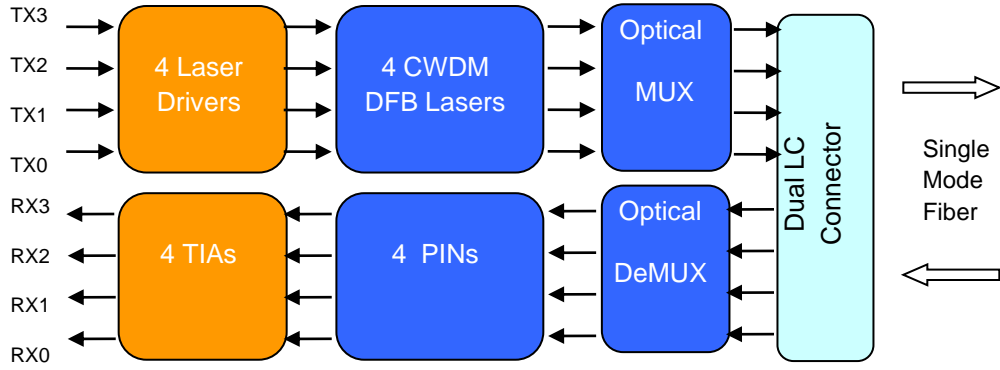 TX3
TX2
TX1
TX0
4 Laser
Drivers
4 CWDM
DFB Lasers
Optical
MUX
Dual LC
Connector
Single
Mode
Fiber
RX3
RX2
RX1
RX0
4 TIAs
4 PINs
Optical
DeMUX